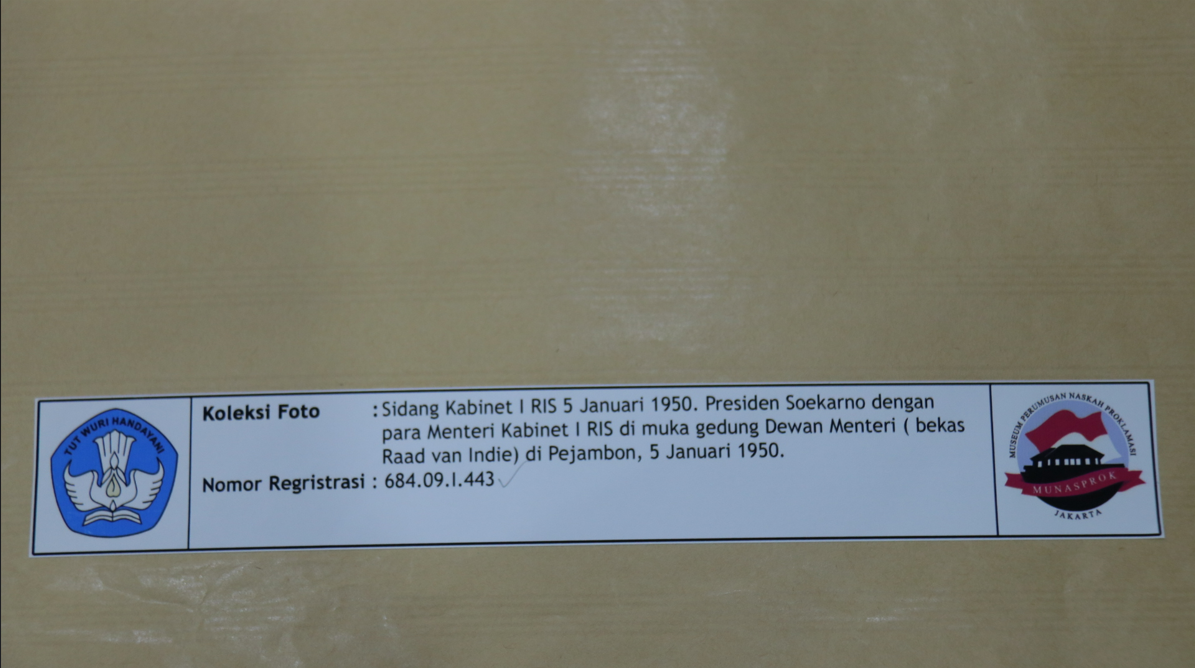 TUT WURI HANDAYANI
Koleksi Foto : Sidang Kabinet I RIS 5 Januari 1950. Presiden Soekarno dengan
para Menteri Kabinet I RIS di muka gedung Dewan Menteri ( bekas
Raad van Indie) di Pejambon, 5 Januari 1950.
Nomor Regristrasi : 684.09.I.443
MUSEUM PERUMUSAN NASKAH PROKLAMASI
MUNASPROK
JAKARTA